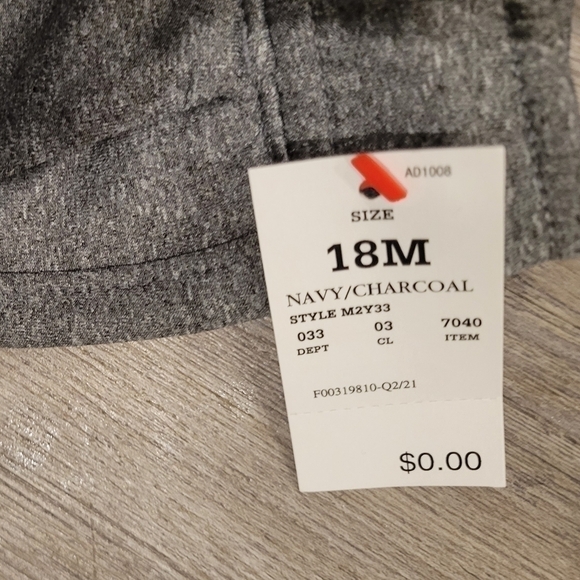 AD1008
SIZE
18M
NAVY/CHARCOAL
STYLE M2Y33
033 03 7040
DEPT CL ITEM
F00319810-Q2/21
$0.00